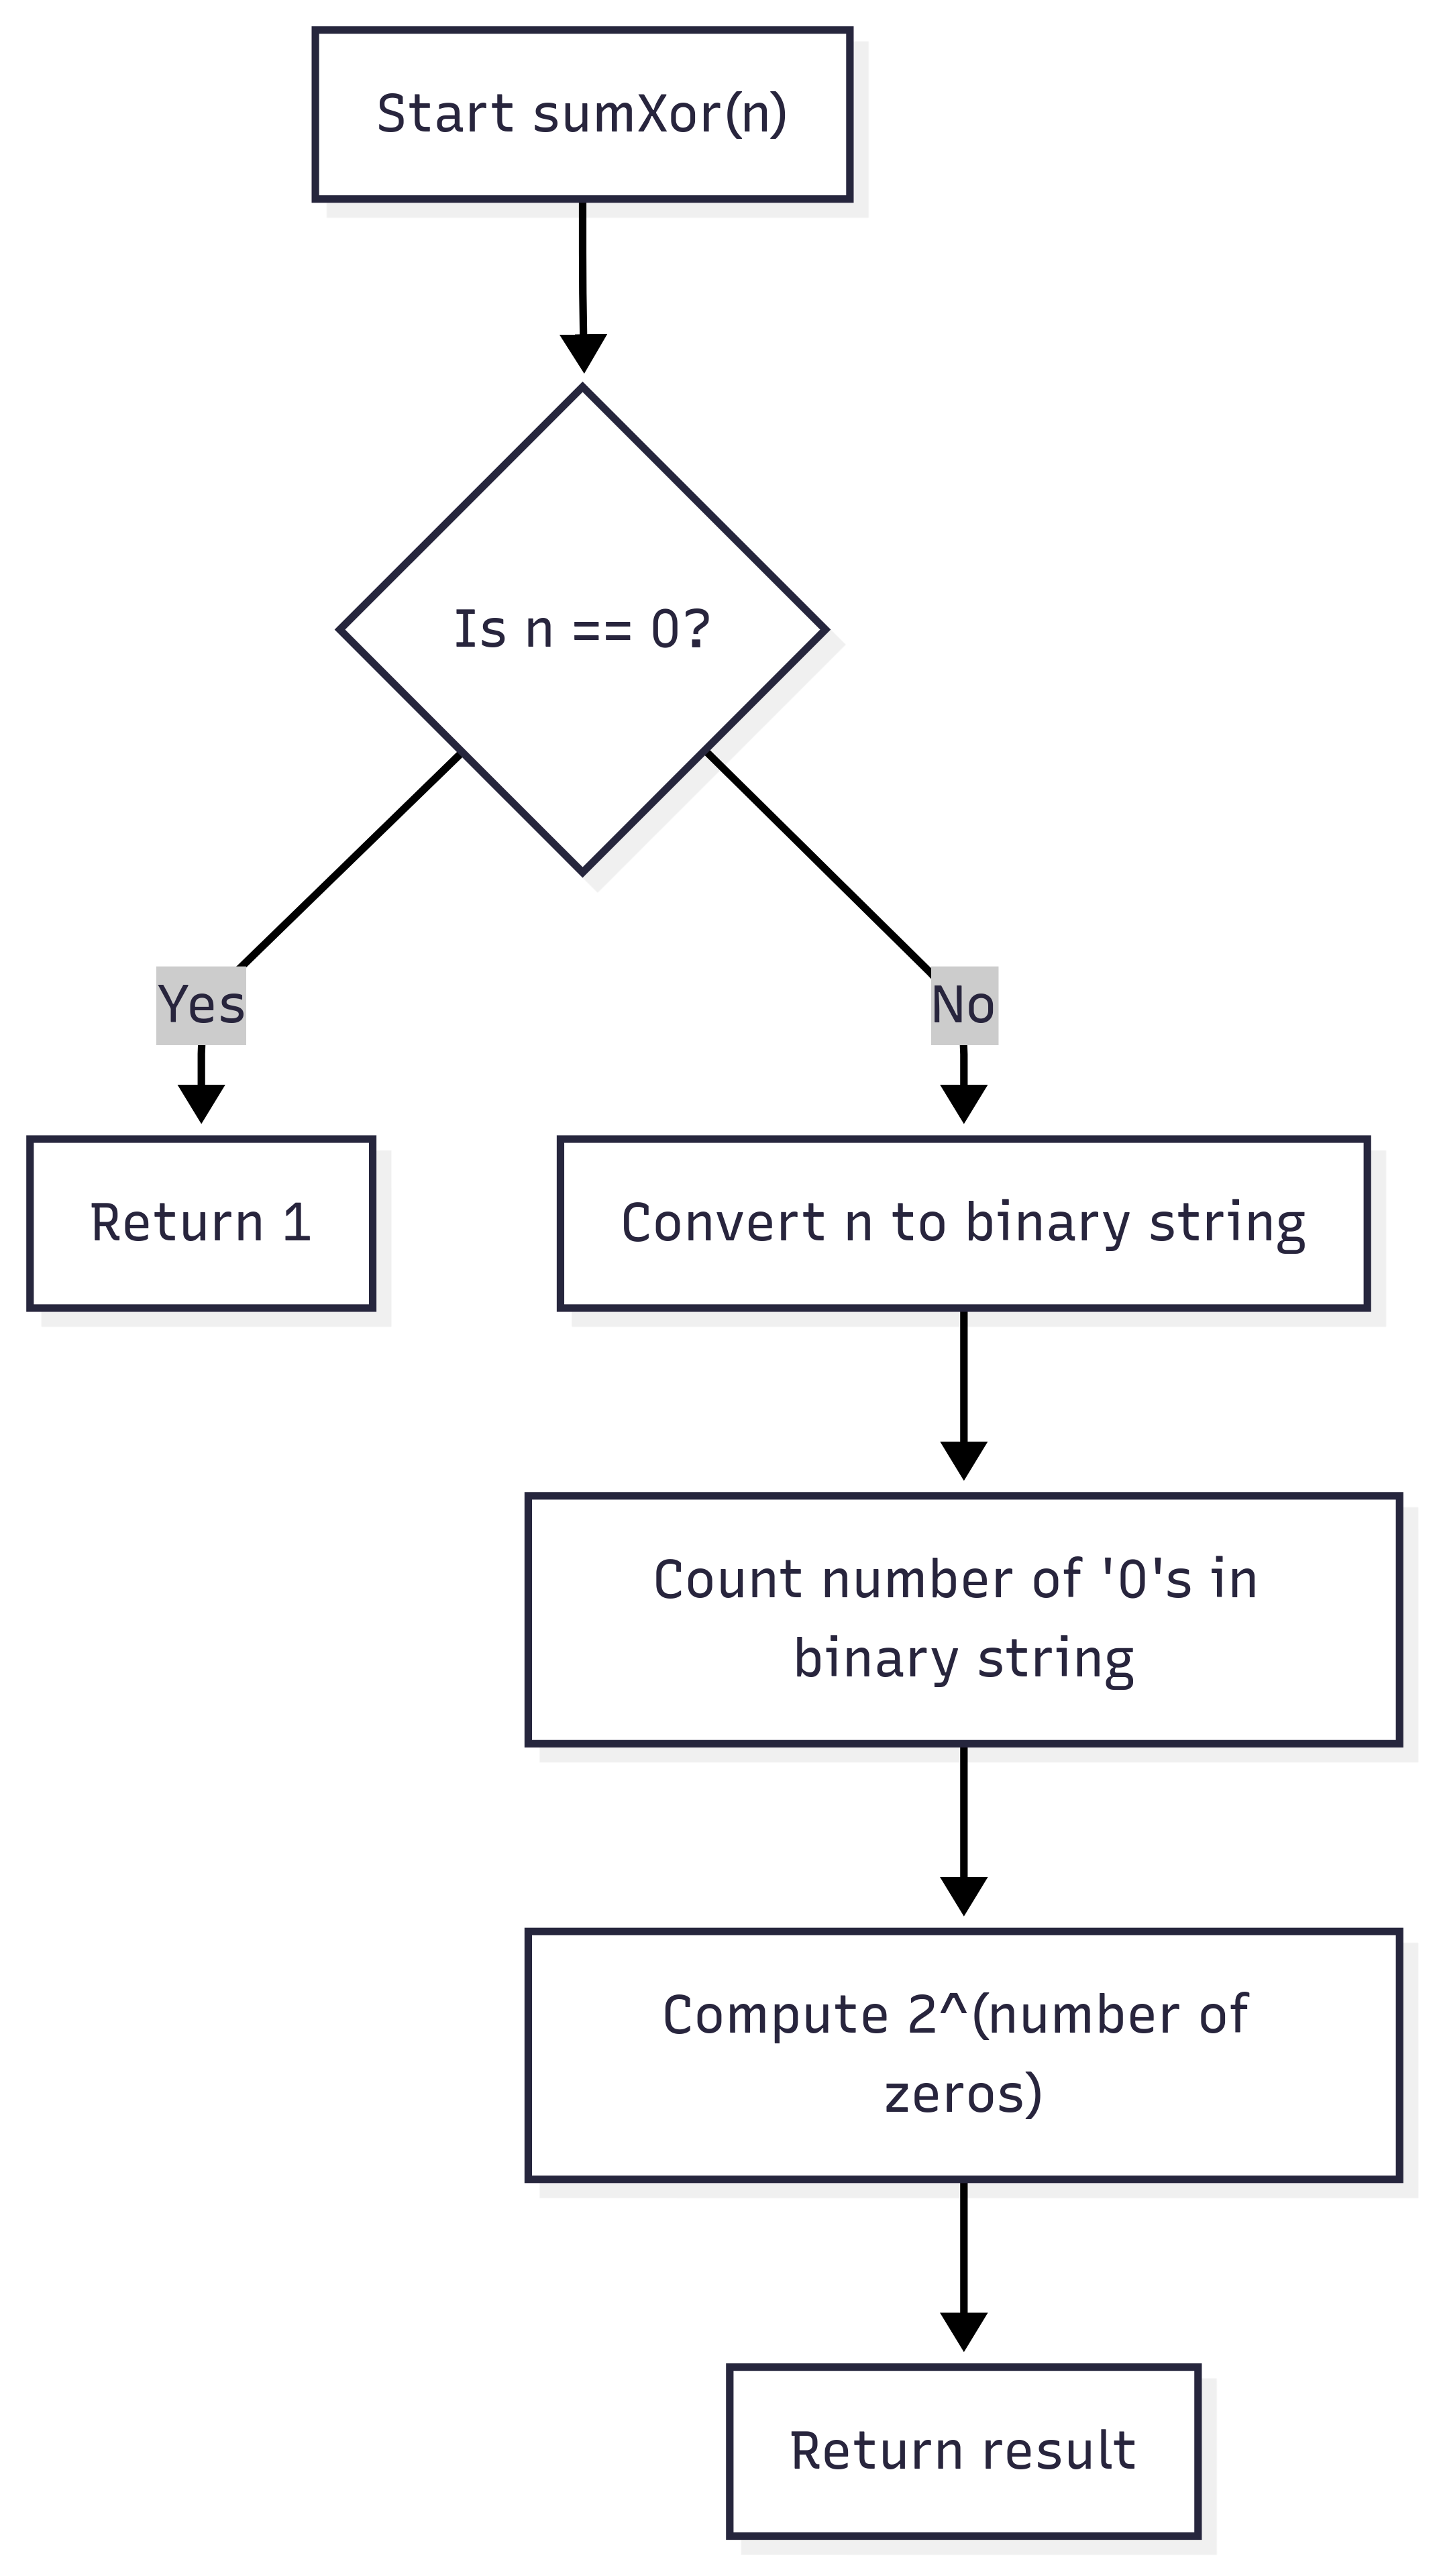 Start sumXor(n)
Is n == 0?
Yes
No
Return 1
Convert n to binary string
Count number of '0's in
binary string
Compute 2^(number of
zeros)
Return result